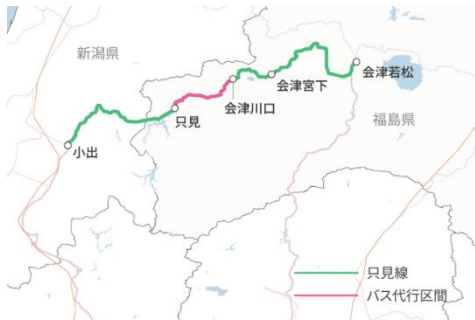 新潟県
会津宮下
会津若松
会津川口
只見
福島県
小出
只見線
バス代行区間